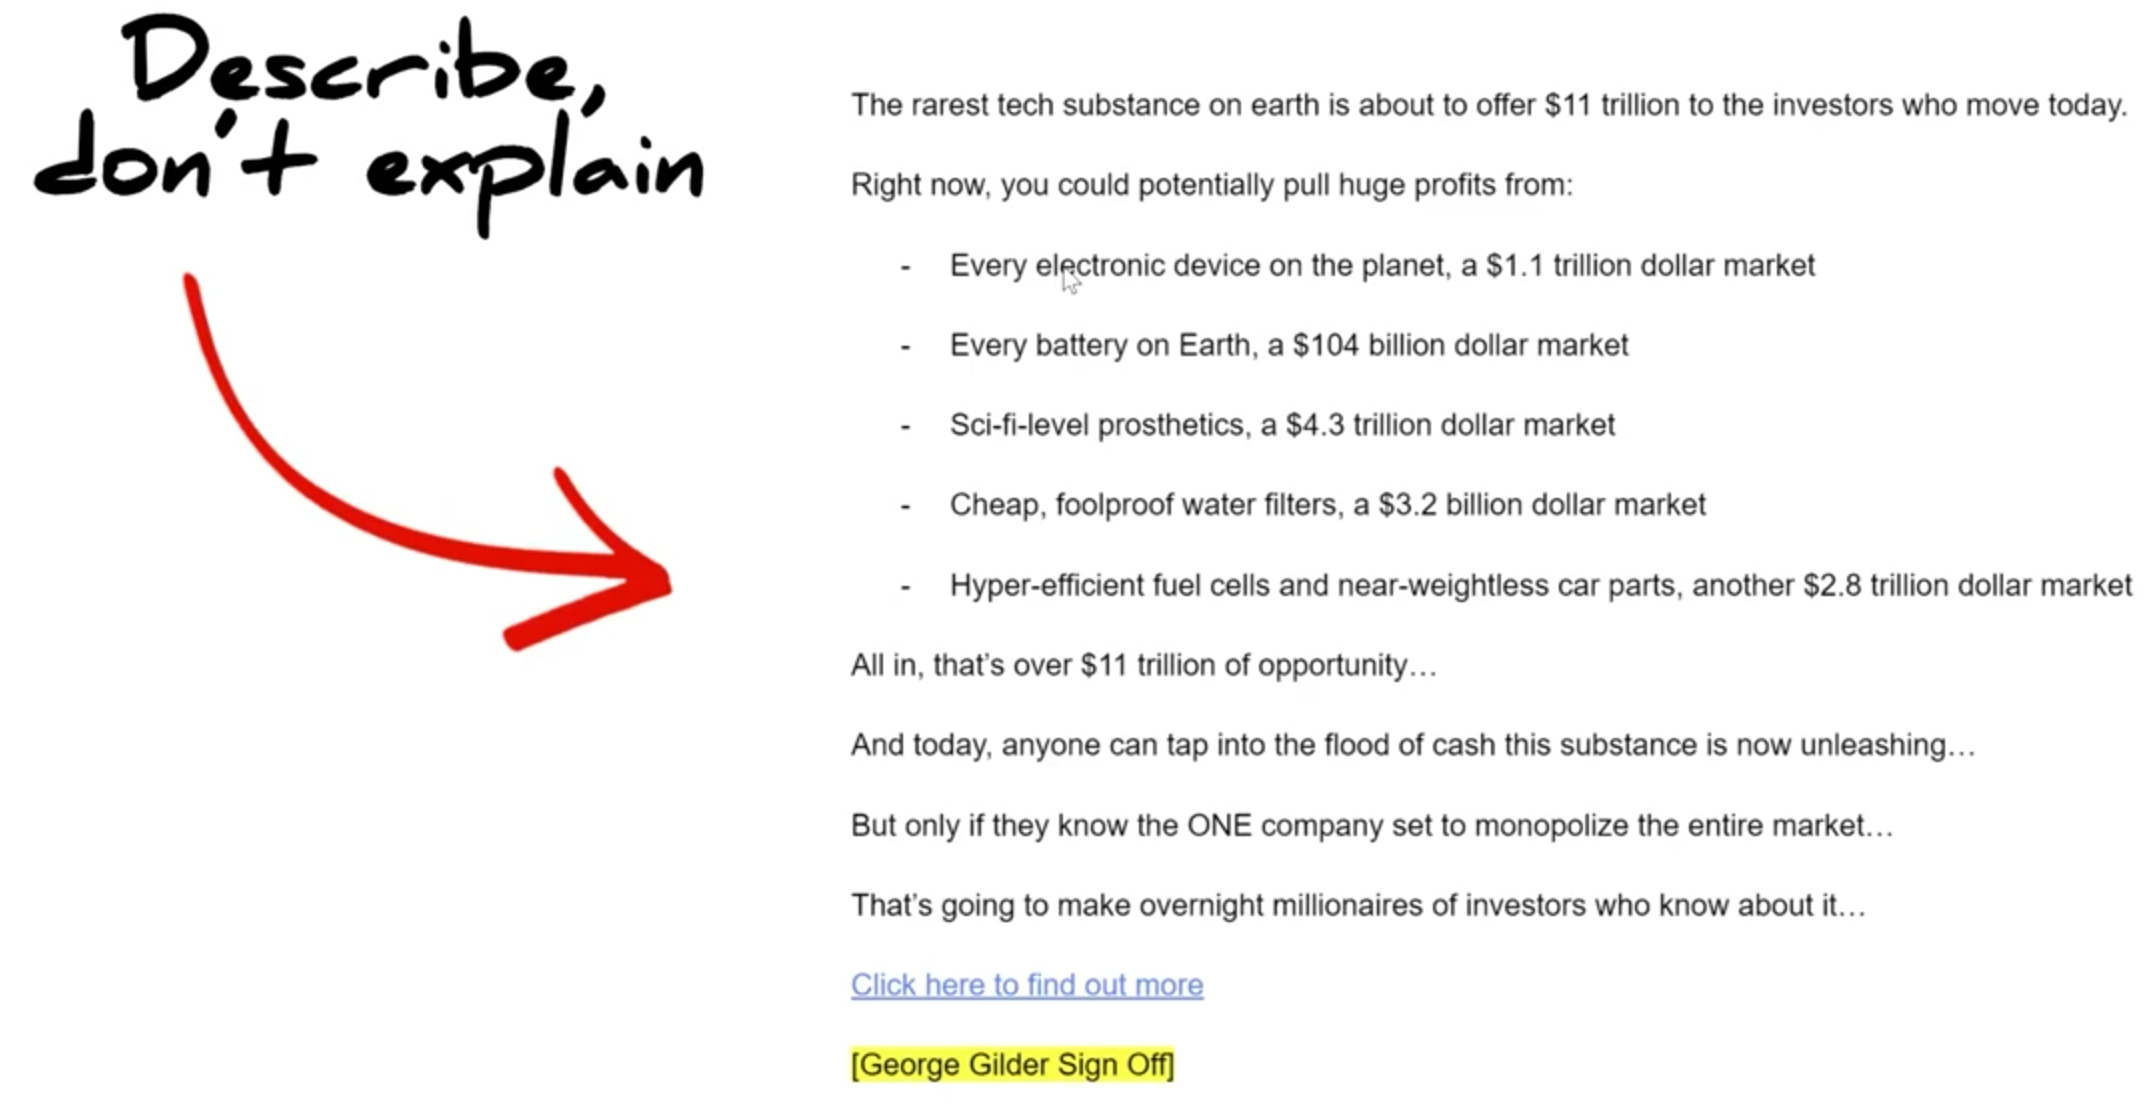 Describe,
don't explain
The rarest tech substance on earth is about to offer $11 trillion to the investors who move today.
Right now, you could potentially pull huge profits from:
- Every electronic device on the planet, a $1.1 trillion dollar market
- Every battery on Earth, a $104 billion dollar market
- Sci-fi-level prosthetics, a $4.3 trillion dollar market
- Cheap, foolproof water filters, a $3.2 billion dollar market
- Hyper-efficient fuel cells and near-weightless car parts, another $2.8 trillion dollar market
All in, that's over $11 trillion of opportunity…
And today, anyone can tap into the flood of cash this substance is now unleashing…
But only if they know the ONE company set to monopolize the entire market…
That's going to make overnight millionaires of investors who know about it…
Click here to find out more
[George Gilder Sign Off]